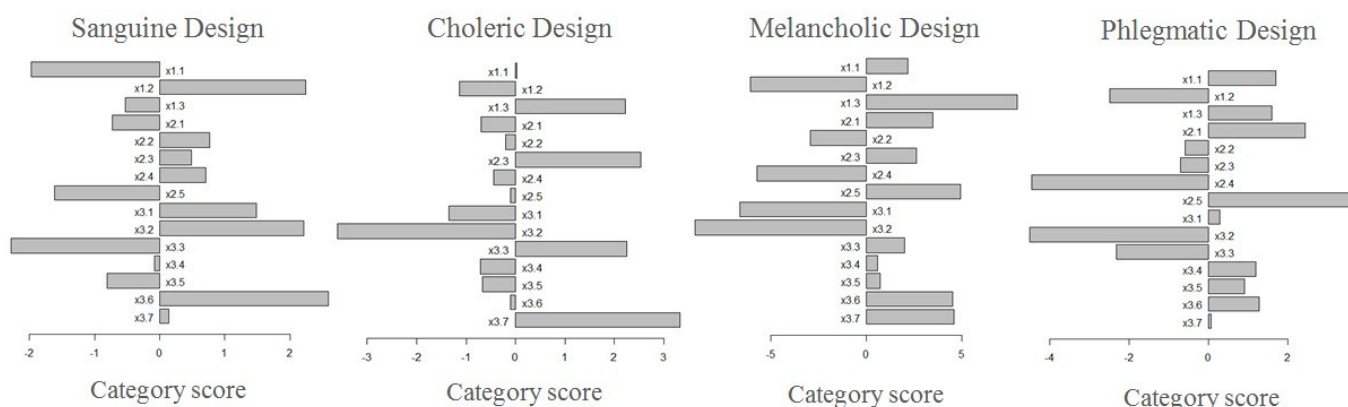 Sanguine Design
x1.1
x1.2
x1.3
x2.1
x2.2
x2.3
x2.4
x2.5
x3.1
x3.2
x3.3
x3.4
x3.5
x3.6
x3.7
-2 -1 0 1 2
Category score
Choleric Design
x1.1
x1.2
x1.3
x2.1
x2.2
x2.3
x2.4
x2.5
x3.1
x3.2
x3.3
x3.4
x3.5
x3.6
x3.7
-3 -2 -1 0 1 2 3
Category score
Melancholic Design
x1.1
x1.2
x1.3
x2.1
x2.2
x2.3
x2.4
x2.5
x3.1
x3.2
x3.3
x3.4
x3.5
x3.6
x3.7
-5 0 5
Category score
Phlegmatic Design
x1.1
x1.2
x1.3
x2.1
x2.2
x2.3
x2.4
x2.5
x3.1
x3.2
x3.3
x3.4
x3.5
x3.6
x3.7
-4 -2 0 2
Category score